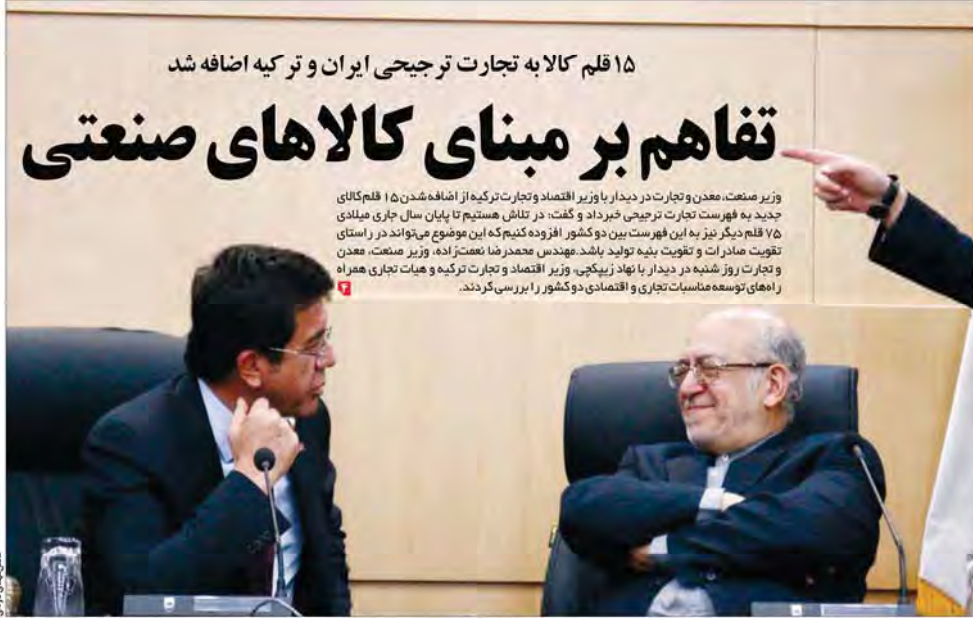 ۱۵ قلم کالا به تجارت ترجیحی ایران و ترکیه اضافه شد
تفاهم بر مبنای کالاهای صنعتی
وزیر صنعت، معدن و تجارت در دیدار با وزیر اقتصاد و تجارت ترکیه از اضافه شدن ۱۵ قلم کالای
جدید به فهرست تجارت ترجیحی خبر داد و گفت: در تلاش هستیم تا پایان سال جاری میلادی
۷۵ قلم دیگر نیز به این فهرست بین دو کشور افزوده کنیم که این موضوع می‌تواند در راستای
تقویت صادرات و تقویت بنیه تولید باشد. مهندس محمدرضا نعمت‌زاده، وزیر صنعت، معدن
و تجارت روز شنبه در دیدار با نهاد زیبکچی، وزیر اقتصاد و تجارت ترکیه و هیات تجاری همراه
راه‌های توسعه مناسبات تجاری و اقتصادی دو کشور را بررسی کردند.
۴